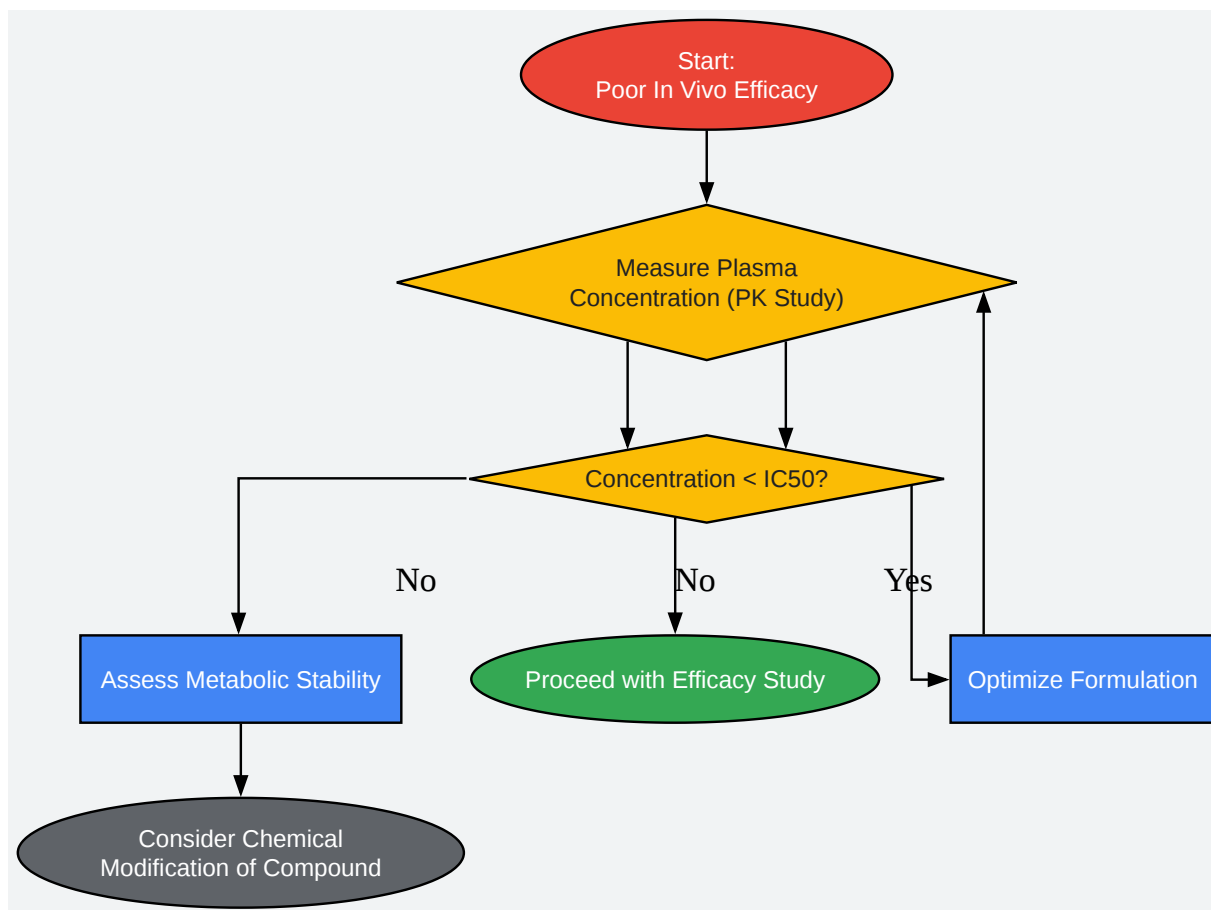 Start:
Poor In Vivo Efficacy
Measure Plasma
Concentration (PK Study)
Concentration < IC50?
No
No
Yes
Assess Metabolic Stability
Proceed with Efficacy Study
Optimize Formulation
Consider Chemical
Modification of Compound